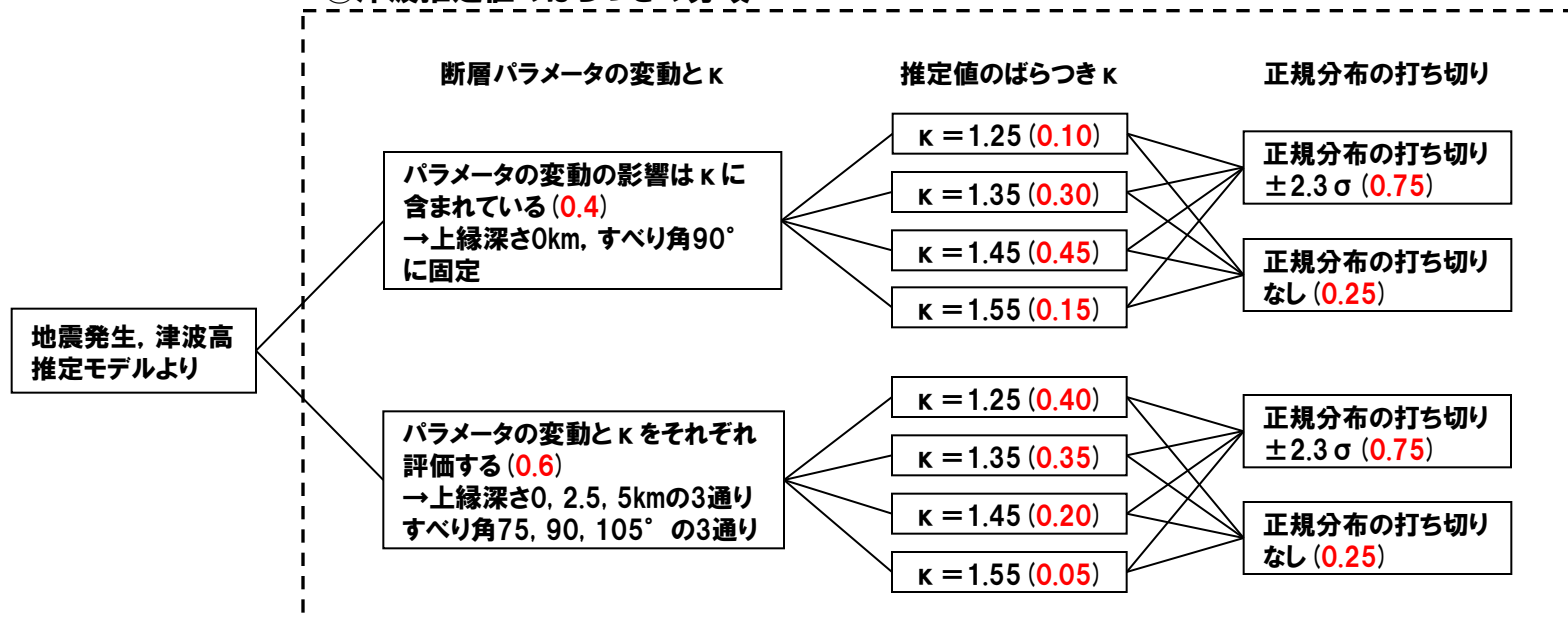 断層パラメータの変動とκ
推定値のばらつきκ
正規分布の打ち切り
地震発生，津波高
推定モデルより
パラメータの変動の影響はκに
含まれている(0.4)
→上縁深さ0km，すべり角90°
に固定
κ＝1.25(0.10)
κ＝1.35(0.30)
κ＝1.45(0.45)
κ＝1.55(0.15)
正規分布の打ち切り
±2.3σ(0.75)
正規分布の打ち切り
なし(0.25)
パラメータの変動とκをそれぞれ
評価する(0.6)
→上縁深さ0，2.5，5kmの3通り
すべり角75，90，105°の3通り
κ＝1.25(0.40)
κ＝1.35(0.35)
κ＝1.45(0.20)
κ＝1.55(0.05)
正規分布の打ち切り
±2.3σ(0.75)
正規分布の打ち切り
なし(0.25)